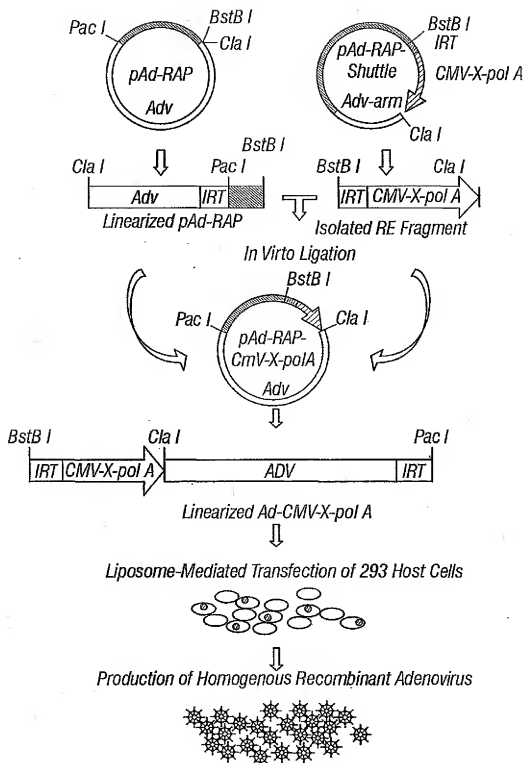 Pac I
BstB I
Cla I
pAd-RAP
Adv
BstB I
IRT
pAd-RAP-
Shuttle
CMV-X-pol A
Adv-arm
Cla I
Cla I
Pac I
BstB I
Adv
IRT
Linearized pAd-RAP
BstB I
Cla I
IRT
CMV-X-pol A
Isolated RE Fragment
In Virto Ligation
BstB I
Pac I
Cla I
pAd-RAP-
CmV-X-polA
Adv
BstB I
Cla I
Pac I
IRT
CMV-X-pol A
ADV
IRT
Linearized Ad-CMV-X-pol A
Liposome-Mediated Transfection of 293 Host Cells
Production of Homogenous Recombinant Adenovirus